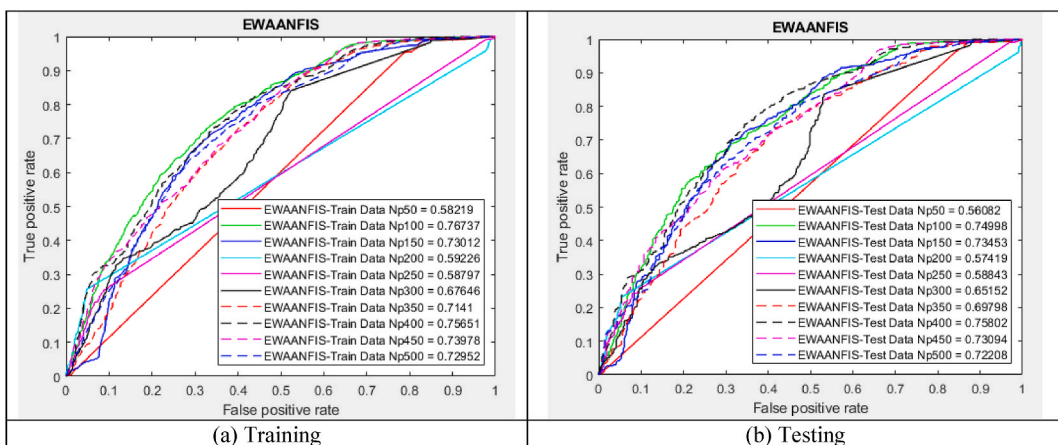 EWAANFIS
1
0.9
0.8
0.7
0.6
0.5
0.4
0.3
0.2
0.1
0
True positive rate
EWAANFIS-Train Data Np50 = 0.58219
EWAANFIS-Train Data Np100 = 0.76737
EWAANFIS-Train Data Np150 = 0.73012
EWAANFIS-Train Data Np200 = 0.59226
EWAANFIS-Train Data Np250 = 0.58797
EWAANFIS-Train Data Np300 = 0.67646
EWAANFIS-Train Data Np350 = 0.7141
EWAANFIS-Train Data Np400 = 0.75651
EWAANFIS-Train Data Np450 = 0.73978
EWAANFIS-Train Data Np500 = 0.72952
0 0.1 0.2 0.3 0.4 0.5 0.6 0.7 0.8 0.9 1
False positive rate
(a) Training
EWAANFIS
1
0.9
0.8
0.7
0.6
0.5
0.4
0.3
0.2
0.1
0
True positive rate
EWAANFIS-Test Data Np50 = 0.56082
EWAANFIS-Test Data Np100 = 0.74998
EWAANFIS-Test Data Np150 = 0.73453
EWAANFIS-Test Data Np200 = 0.57419
EWAANFIS-Test Data Np250 = 0.58843
EWAANFIS-Test Data Np300 = 0.65152
EWAANFIS-Test Data Np350 = 0.69798
EWAANFIS-Test Data Np400 = 0.75802
EWAANFIS-Test Data Np450 = 0.73094
EWAANFIS-Test Data Np500 = 0.72208
0 0.1 0.2 0.3 0.4 0.5 0.6 0.7 0.8 0.9 1
False positive rate
(b) Testing